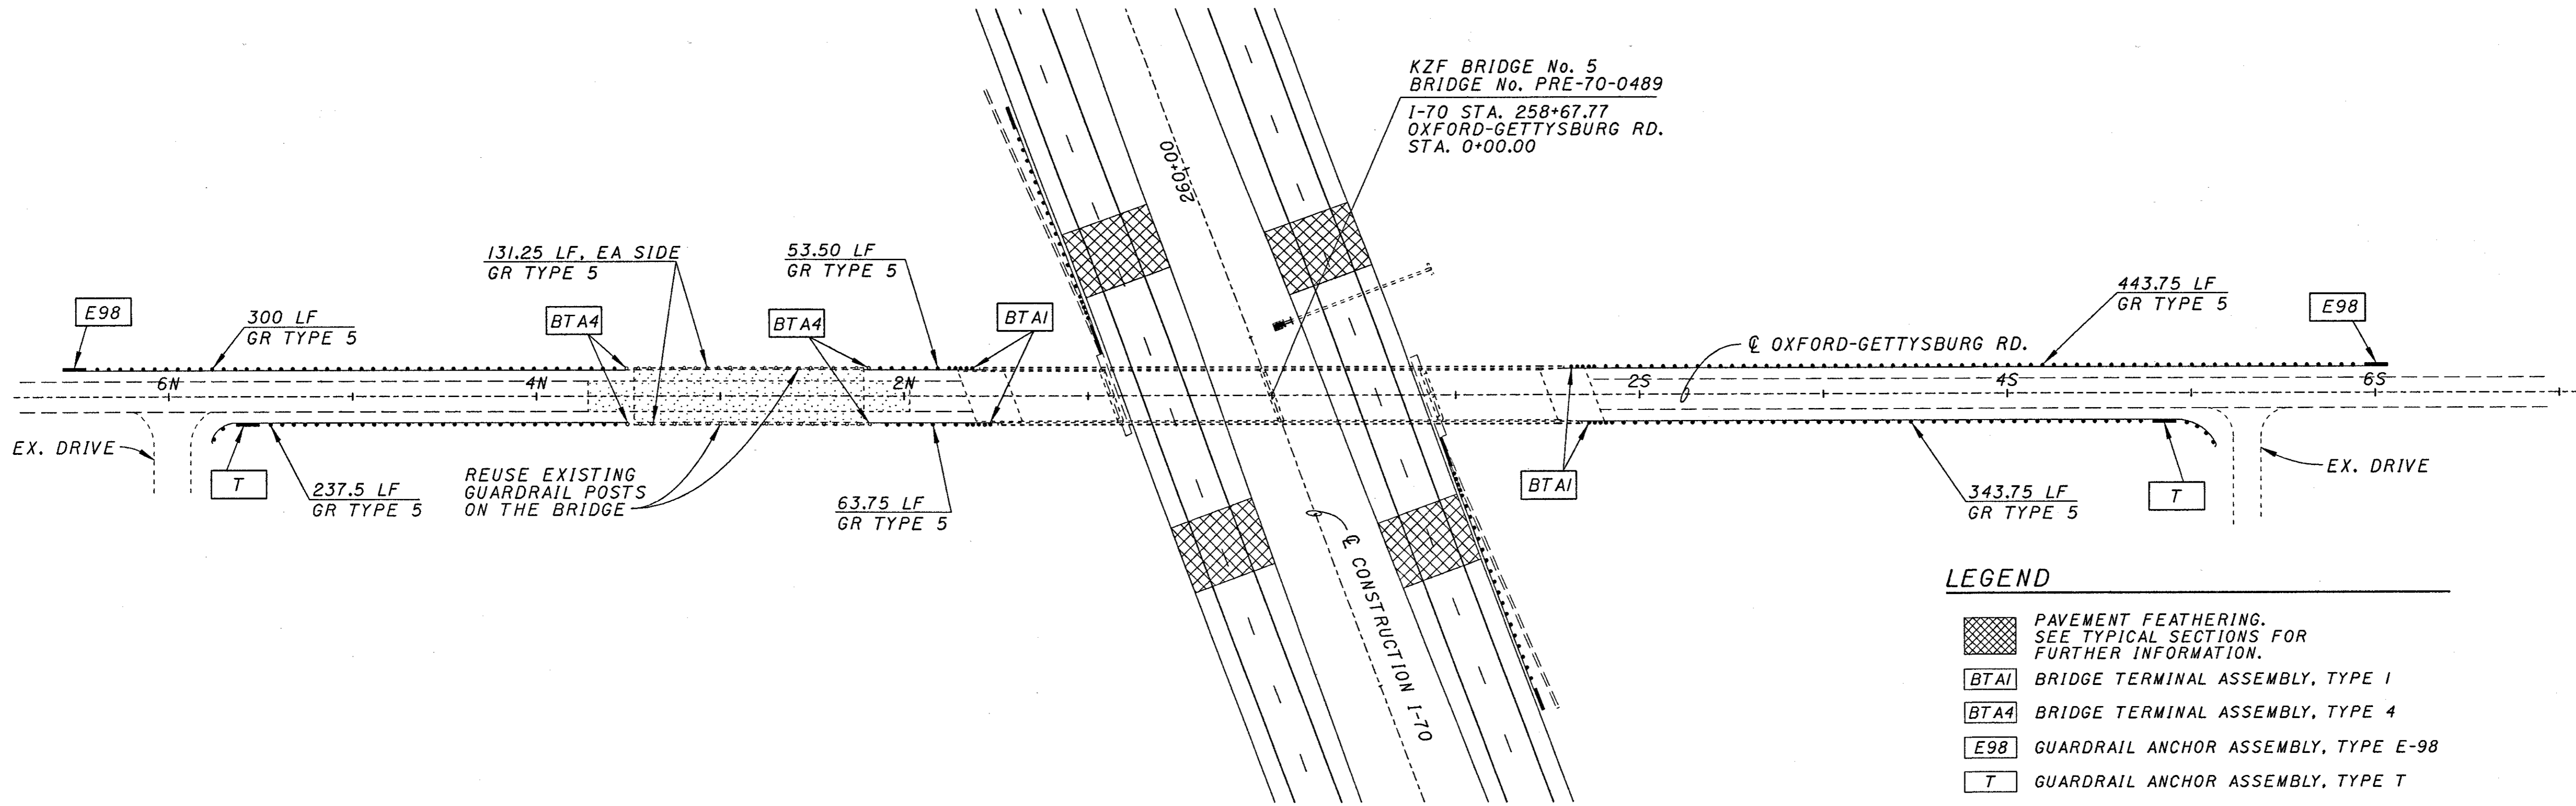 KZF BRIDGE No. 5
BRIDGE No. PRE-70-0489
I-70 STA. 258+67.77
OXFORD-GETTYSBURG RD.
STA. 0+00.00
260+00
131.25 LF, EA SIDE
GR TYPE 5
53.50 LF
GR TYPE 5
443.75 LF
GR TYPE 5
E98
300 LF
GR TYPE 5
BTA4
BTA4
BTA1
E98
℄ OXFORD-GETTYSBURG RD.
6N
4N
2N
2S
4S
6S
EX. DRIVE
T
237.5 LF
GR TYPE 5
REUSE EXISTING
GUARDRAIL POSTS
ON THE BRIDGE
63.75 LF
GR TYPE 5
BTA1
343.75 LF
GR TYPE 5
T
EX. DRIVE
℄ CONSTRUCTION I-70
LEGEND
PAVEMENT FEATHERING.
SEE TYPICAL SECTIONS FOR
FURTHER INFORMATION.
BTA1 BRIDGE TERMINAL ASSEMBLY, TYPE 1
BTA4 BRIDGE TERMINAL ASSEMBLY, TYPE 4
E98 GUARDRAIL ANCHOR ASSEMBLY, TYPE E-98
T GUARDRAIL ANCHOR ASSEMBLY, TYPE T